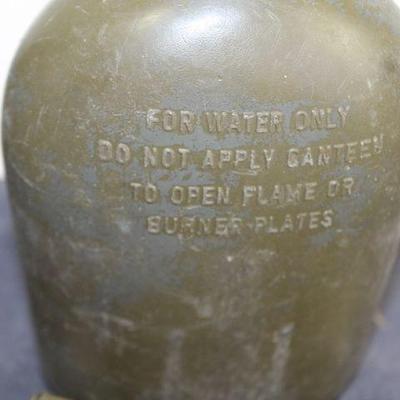 FOR WATER ONLY
DO NOT APPLY CANTEEN
TO OPEN FLAME OR
BURNER PLATES